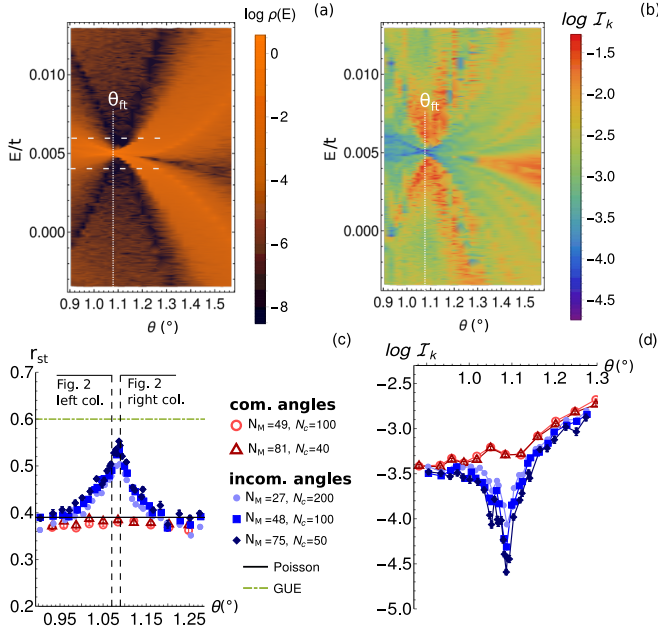 (a)
log ρ(E)
E/t
0.010
0.005
0.000
θft
0
−2
−4
−6
−8
0.9 1.0 1.1 1.2 1.3 1.4 1.5
θ (°)
(b)
log Ik
E/t
0.010
0.005
0.000
θft
−1.5
−2.0
−2.5
−3.0
−3.5
−4.0
−4.5
0.9 1.0 1.1 1.2 1.3 1.4 1.5
θ (°)
(c)
rst
0.7
0.6
0.5
0.4
0.3
0.2
Fig. 2
left col.
Fig. 2
right col.
0.95 1.05 1.15 1.25
θ(°)
com. angles
NM=49, Nc=100
NM=81, Nc=40
incom. angles
NM=27, Nc=200
NM=48, Nc=100
NM=75, Nc=50
Poisson
GUE
(d)
log Ik
θ(°)
1.0 1.1 1.2 1.3
−2.5
−3.0
−3.5
−4.0
−4.5
−5.0